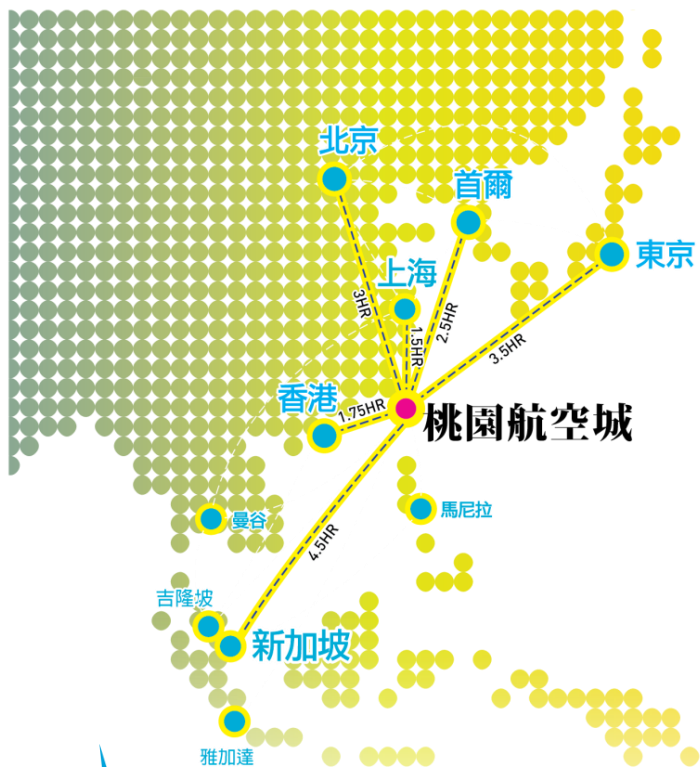 北京
首爾
東京
上海
3HR
2.5HR
1.5HR
3.5HR
香港
1.75HR
桃園航空城
曼谷
馬尼拉
4.5HR
吉隆坡
新加坡
雅加達